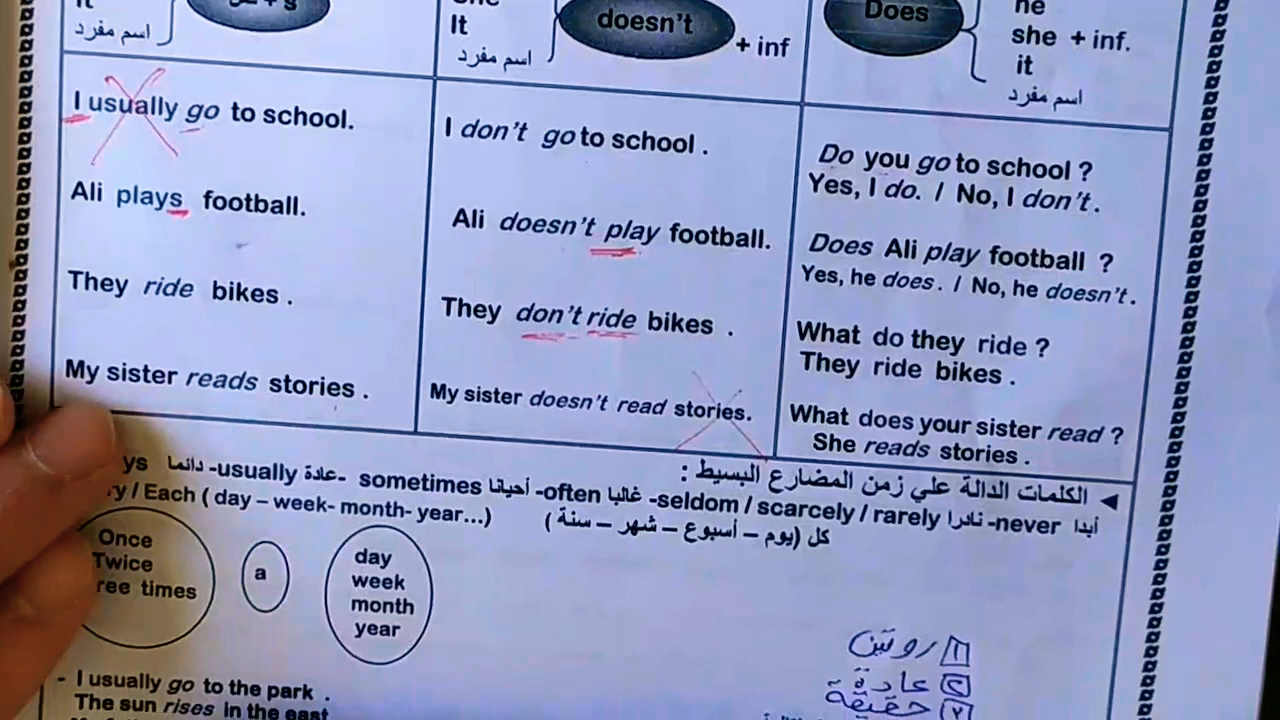 It
اسم مفرد
It
اسم مفرد
doesn't
+ inf
Does
he
she + inf.
it
اسم مفرد
I usually go to school.
Ali plays football.
They ride bikes .
My sister reads stories .
I don't go to school .
Ali doesn't play football.
They don't ride bikes .
My sister doesn't read stories.
Do you go to school ?
Yes, I do. / No, I don't .
Does Ali play football ?
Yes, he does . / No, he doesn't .
What do they ride ?
They ride bikes .
What does your sister read ?
She reads stories .
◄ الكلمات الدالة علي زمن المضارع البسيط :
ys دائما -usually عادة- sometimes أحيانا -often غالبا -seldom / scarcely / rarely نادرا -never أبدا
ry / Each ( day – week- month- year...) كل (يوم – أسبوع – شهر – سنة )
Once
Twice
ree times
a
day
week
month
year
١ روتين
٢ عادة
٣ حقيقة
- I usually go to the park .
The sun rises in the east